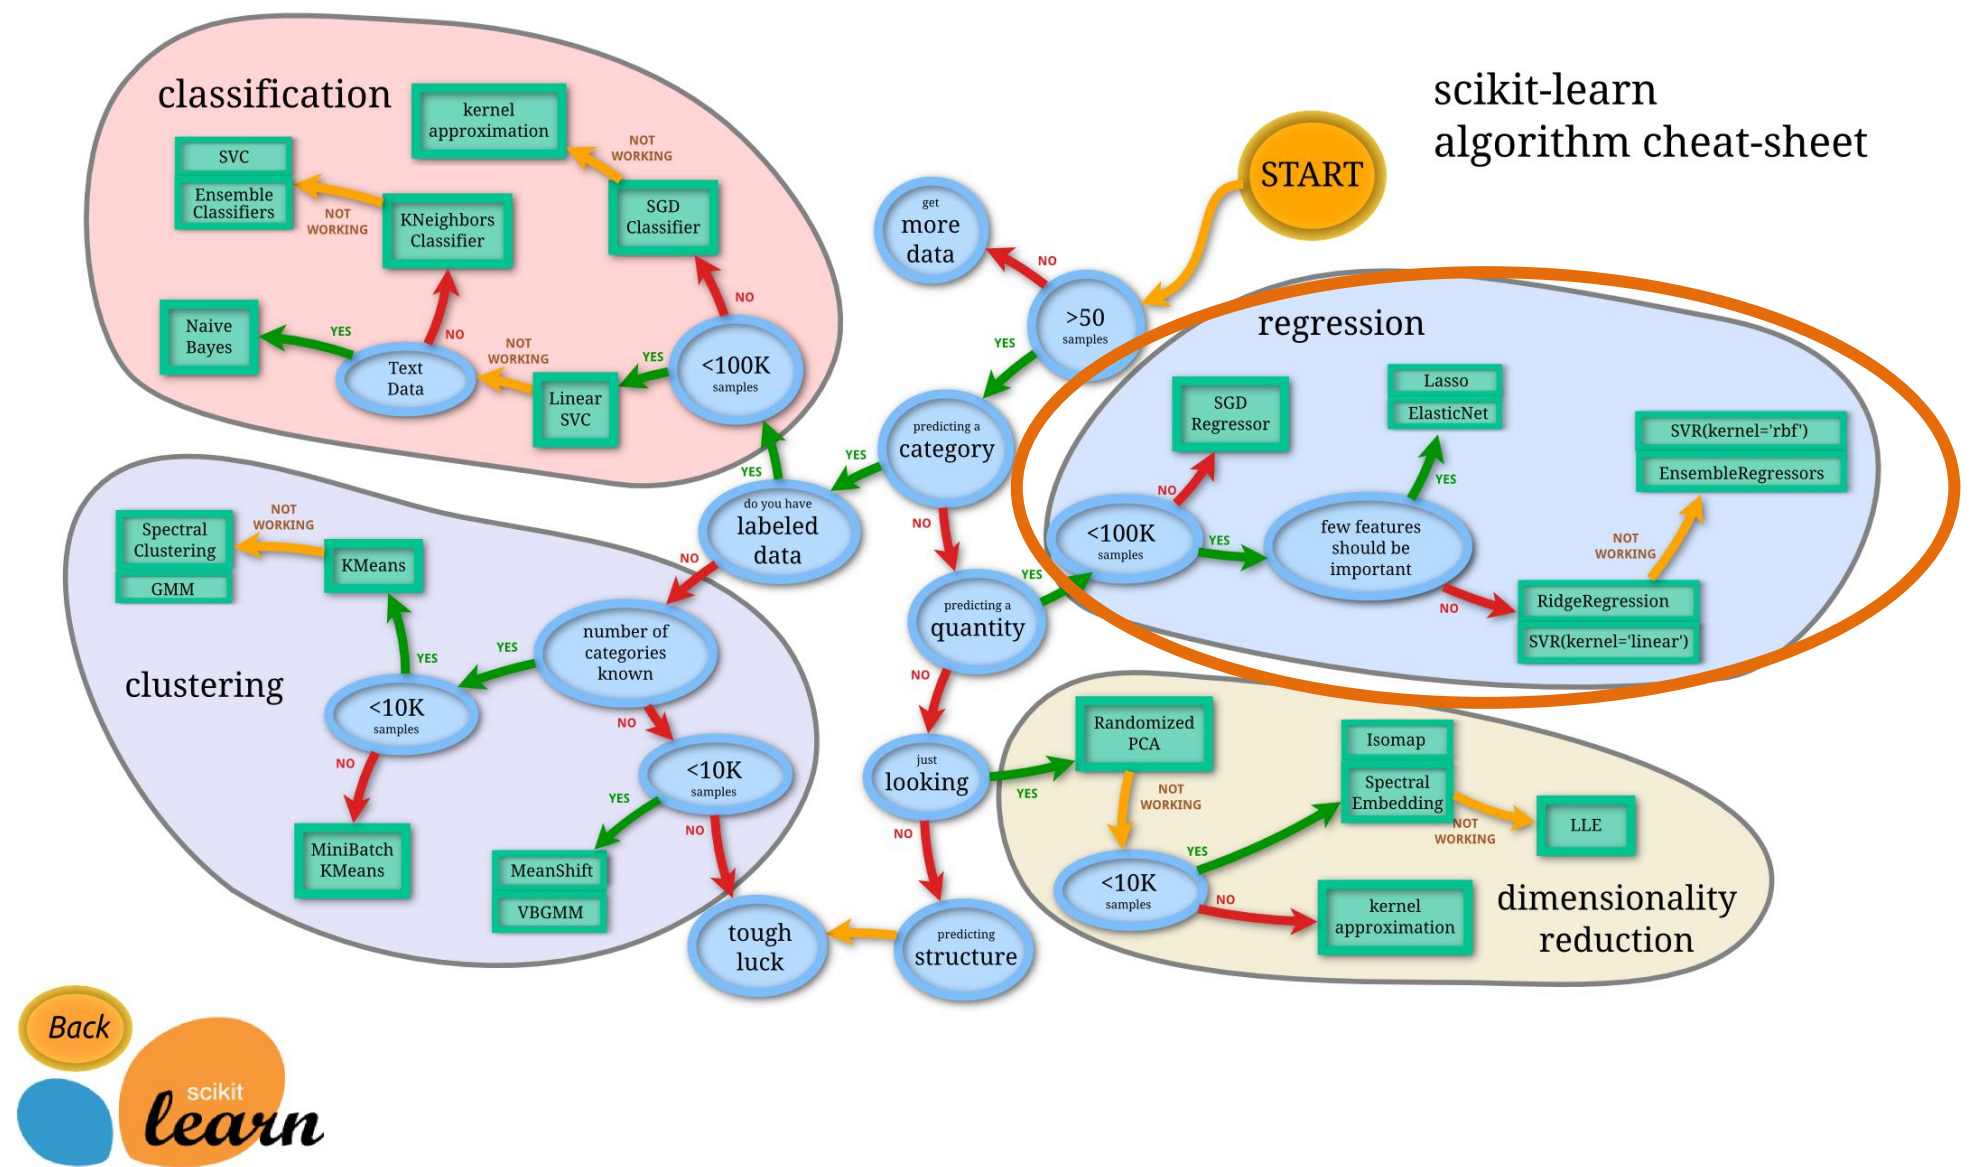 scikit-learn
algorithm cheat-sheet
START
>50
samples
NO
get
more
data
YES
predicting a
category
YES
do you have
labeled
data
YES
NO
NO
predicting a
quantity
YES
NO
just
looking
YES
NO
predicting
structure
tough
luck
classification
<100K
samples
NO
SGD
Classifier
NOT
WORKING
kernel
approximation
YES
Linear
SVC
NOT
WORKING
Text
Data
YES
Naive
Bayes
NO
KNeighbors
Classifier
NOT
WORKING
SVC
Ensemble
Classifiers
regression
<100K
samples
NO
SGD
Regressor
YES
few features
should be
important
YES
Lasso
ElasticNet
NO
RidgeRegression
SVR(kernel='linear')
NOT
WORKING
SVR(kernel='rbf')
EnsembleRegressors
clustering
number of
categories
known
YES
<10K
samples
YES
KMeans
NOT
WORKING
Spectral
Clustering
GMM
NO
MiniBatch
KMeans
NO
<10K
samples
YES
MeanShift
VBGMM
NO
dimensionality
reduction
Randomized
PCA
NOT
WORKING
<10K
samples
YES
Isomap
Spectral
Embedding
NOT
WORKING
LLE
NO
kernel
approximation
Back
scikit
learn